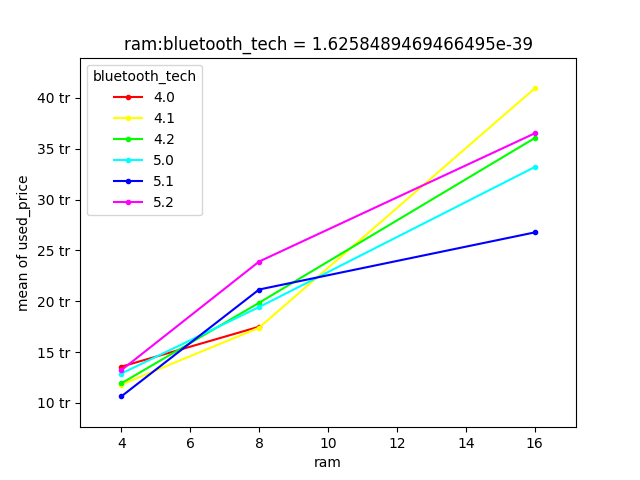 ram:bluetooth_tech = 1.6258489469466495e-39
bluetooth_tech
4.0
4.1
4.2
5.0
5.1
5.2
mean of used_price
40 tr
35 tr
30 tr
25 tr
20 tr
15 tr
10 tr
4 6 8 10 12 14 16
ram